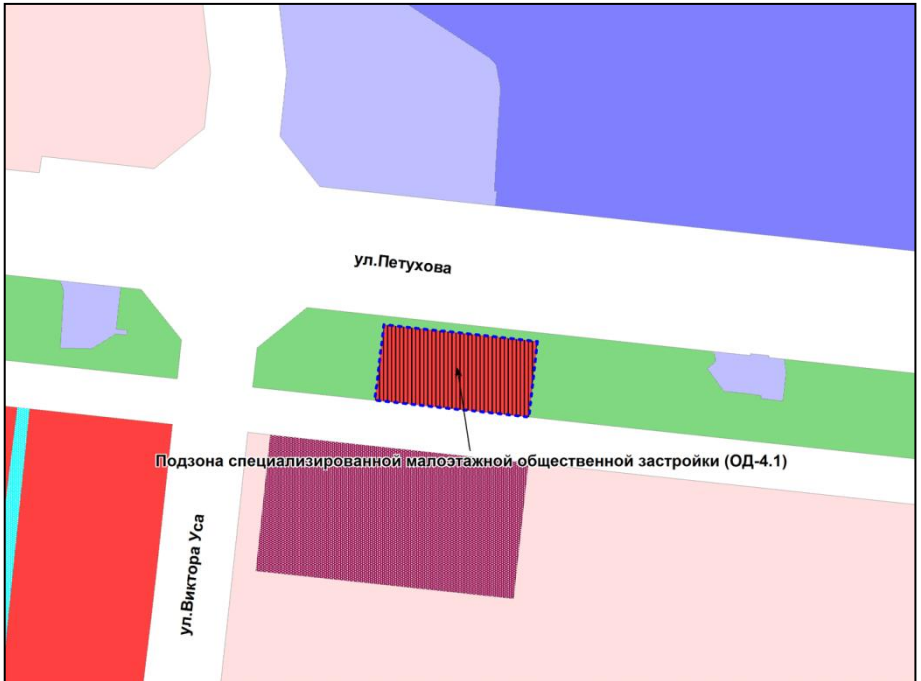 ул.Петухова
Подзона специализированной малоэтажной общественной застройки (ОД-4.1)
ул.Виктора Уса